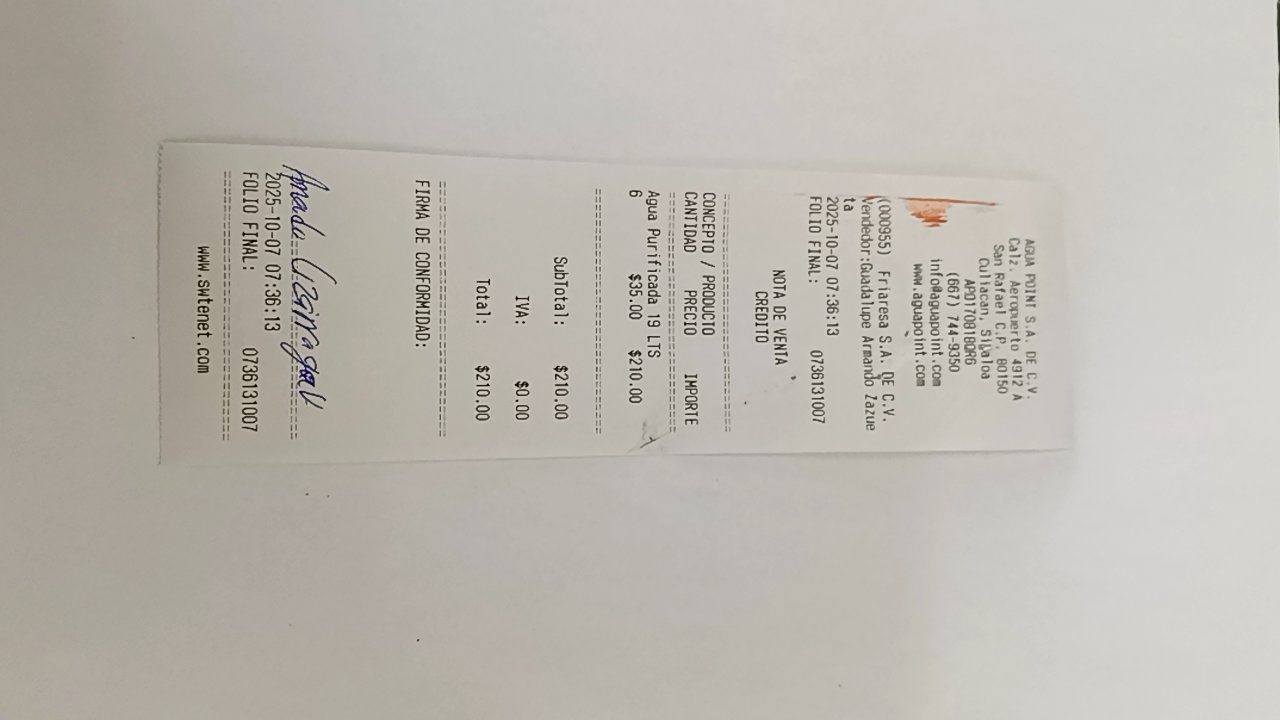 AGUA POINT S.A. DE C.V.
Calz. Aeropuerto 4912 A
San Rafael C.P. 80150
Culiacan, Sinaloa
APO170818QR6
(667) 744-9350
info@aguapoint.com
www.aguapoint.com
(000955) Friaresa S.A. DE C.V.
Vendedor:Guadalupe Armando Zazue
ta
2025-10-07 07:36:13
FOLIO FINAL: 0736131007
NOTA DE VENTA
CREDITO
CONCEPTO / PRODUCTO
CANTIDAD PRECIO IMPORTE
Agua Purificada 19 LTS
6 $35.00 $210.00
SubTotal: $210.00
IVA: $0.00
Total: $210.00
FIRMA DE CONFORMIDAD:
Amado Lizarraga V
2025-10-07 07:36:13
FOLIO FINAL: 0736131007
www.swtenet.com